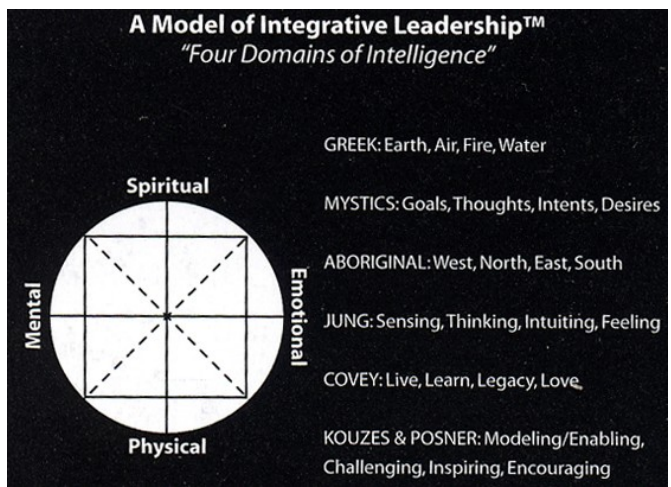 A Model of Integrative Leadership™
"Four Domains of Intelligence"
GREEK: Earth, Air, Fire, Water
Spiritual
MYSTICS: Goals, Thoughts, Intents, Desires
ABORIGINAL: West, North, East, South
Mental
Emotional
JUNG: Sensing, Thinking, Intuiting, Feeling
COVEY: Live, Learn, Legacy, Love
Physical
KOUZES & POSNER: Modeling/Enabling,
Challenging, Inspiring, Encouraging